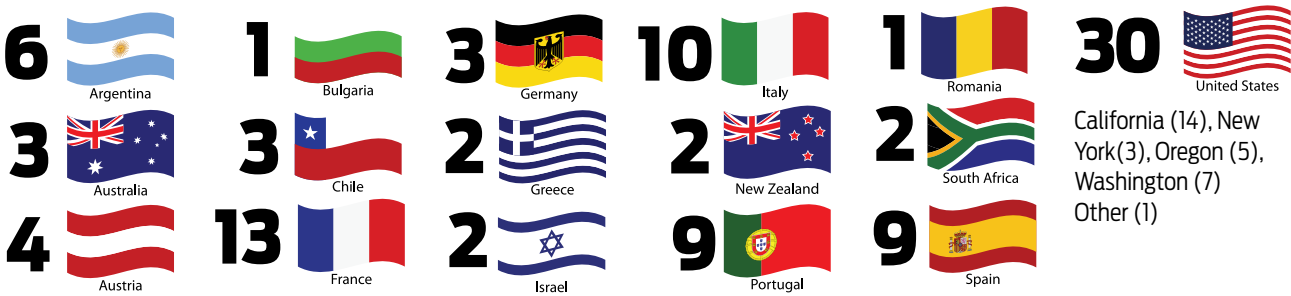 6 Argentina
3 Australia
4 Austria
1 Bulgaria
3 Chile
13 France
3 Germany
2 Greece
2 Israel
10 Italy
2 New Zealand
9 Portugal
1 Romania
2 South Africa
9 Spain
30 United States
California (14), New
York(3), Oregon (5),
Washington (7)
Other (1)